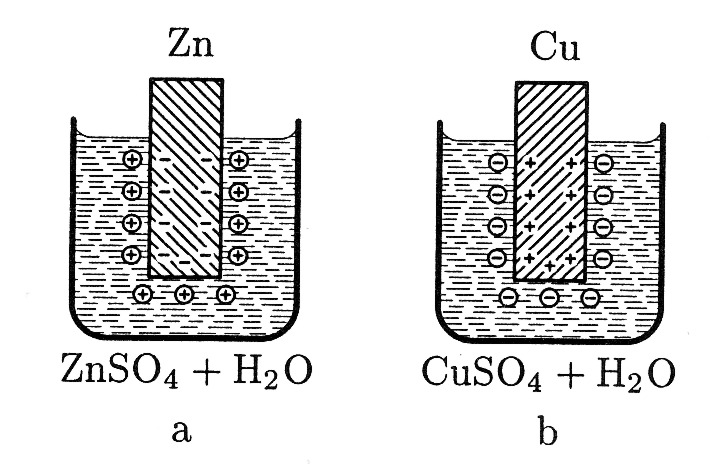 Zn
Cu
ZnSO₄ + H₂O
CuSO₄ + H₂O
a
b